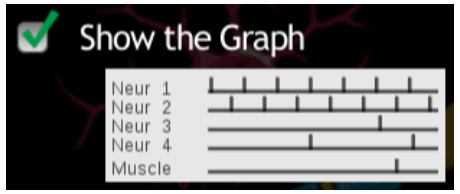 Show the Graph
Neur 1
Neur 2
Neur 3
Neur 4
Muscle